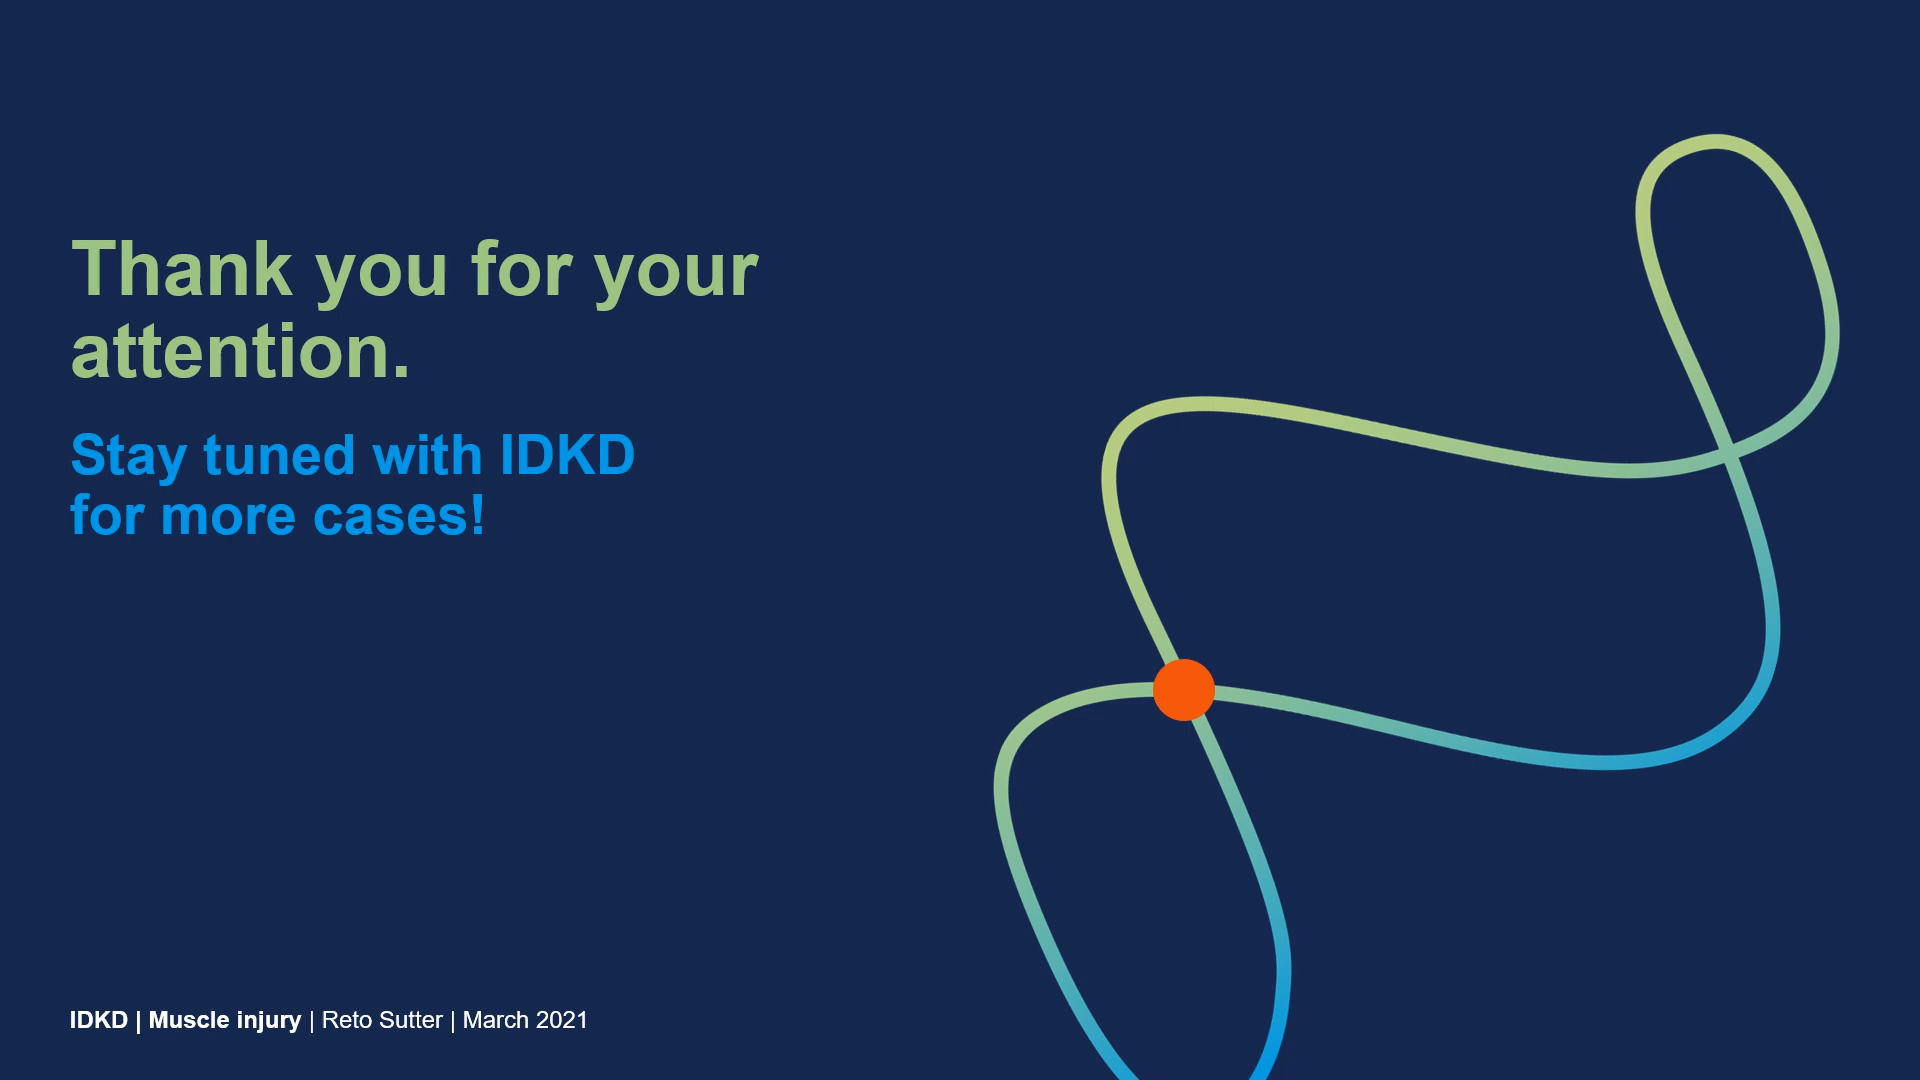 Thank you for your
attention.
Stay tuned with IDKD
for more cases!
IDKD | Muscle injury | Reto Sutter | March 2021